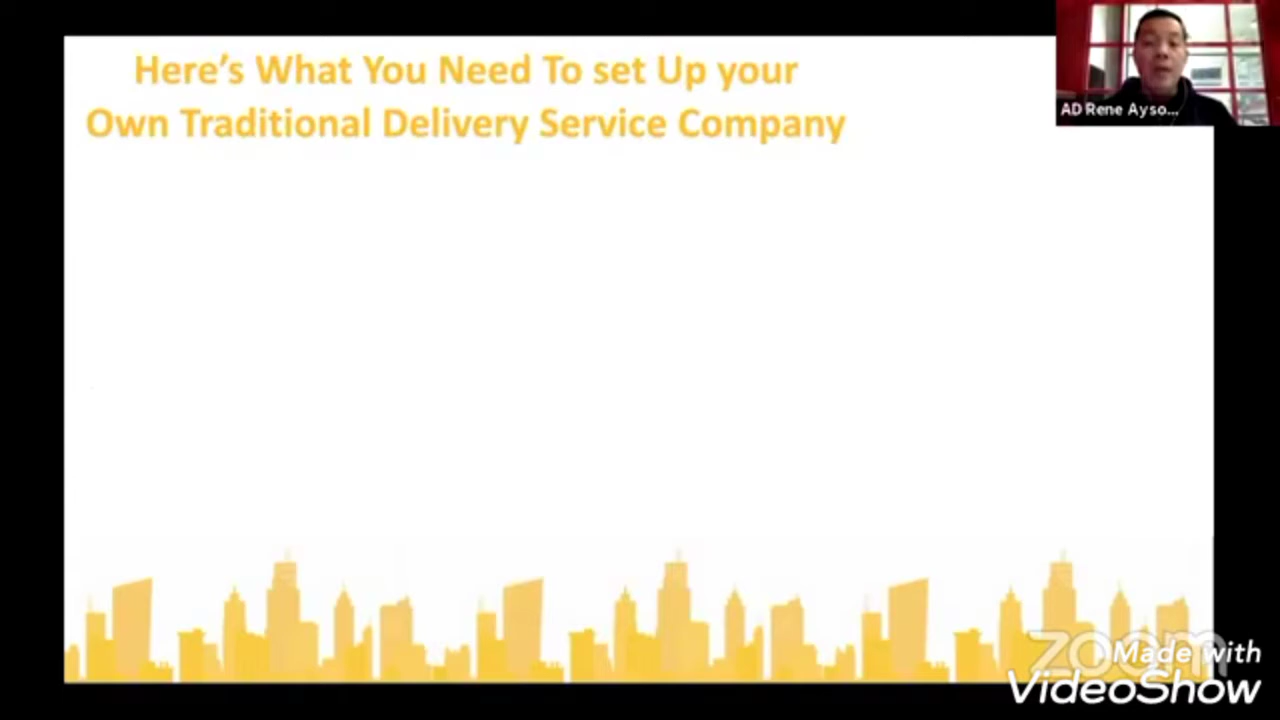 Here's What You Need To set Up your
Own Traditional Delivery Service Company
AD Rene Ayso...
zoom
Made with
VideoShow